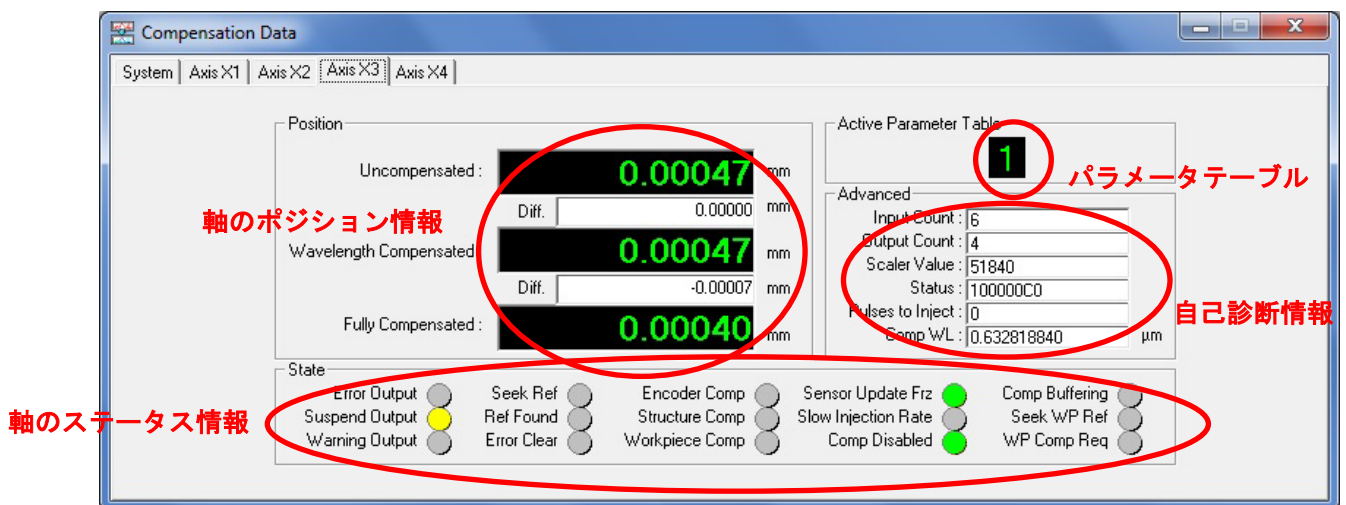 Compensation Data
System Axis X1 Axis X2 Axis X3 Axis X4
Position
Uncompensated : 0.00047 mm
Diff. 0.00000 mm
Wavelength Compensated 0.00047 mm
Diff. -0.00007 mm
Fully Compensated : 0.00040 mm
軸のポジション情報
Active Parameter Table
1
パラメータテーブル
Advanced
Input Count : 6
Output Count : 4
Scaler Value : 51840
Status : 100000C0
Pulses to Inject : 0
Comp WL : 0.632818840 µm
自己診断情報
State
Error Output Seek Ref Encoder Comp Sensor Update Frz Comp Buffering
Suspend Output Ref Found Structure Comp Slow Injection Rate Seek WP Ref
Warning Output Error Clear Workpiece Comp Comp Disabled WP Comp Req
軸のステータス情報